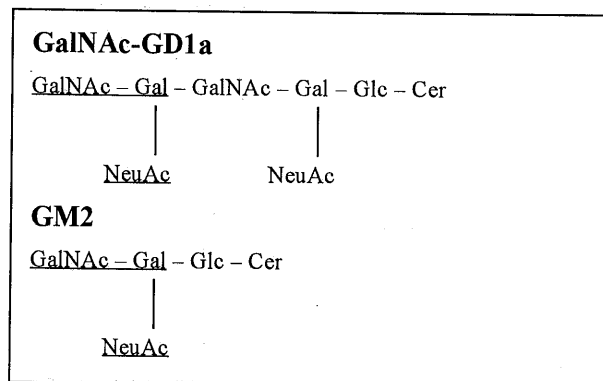 GalNAc-GD1a
GalNAc – Gal – GalNAc – Gal – Glc – Cer
NeuAc NeuAc
GM2
GalNAc – Gal – Glc – Cer
NeuAc